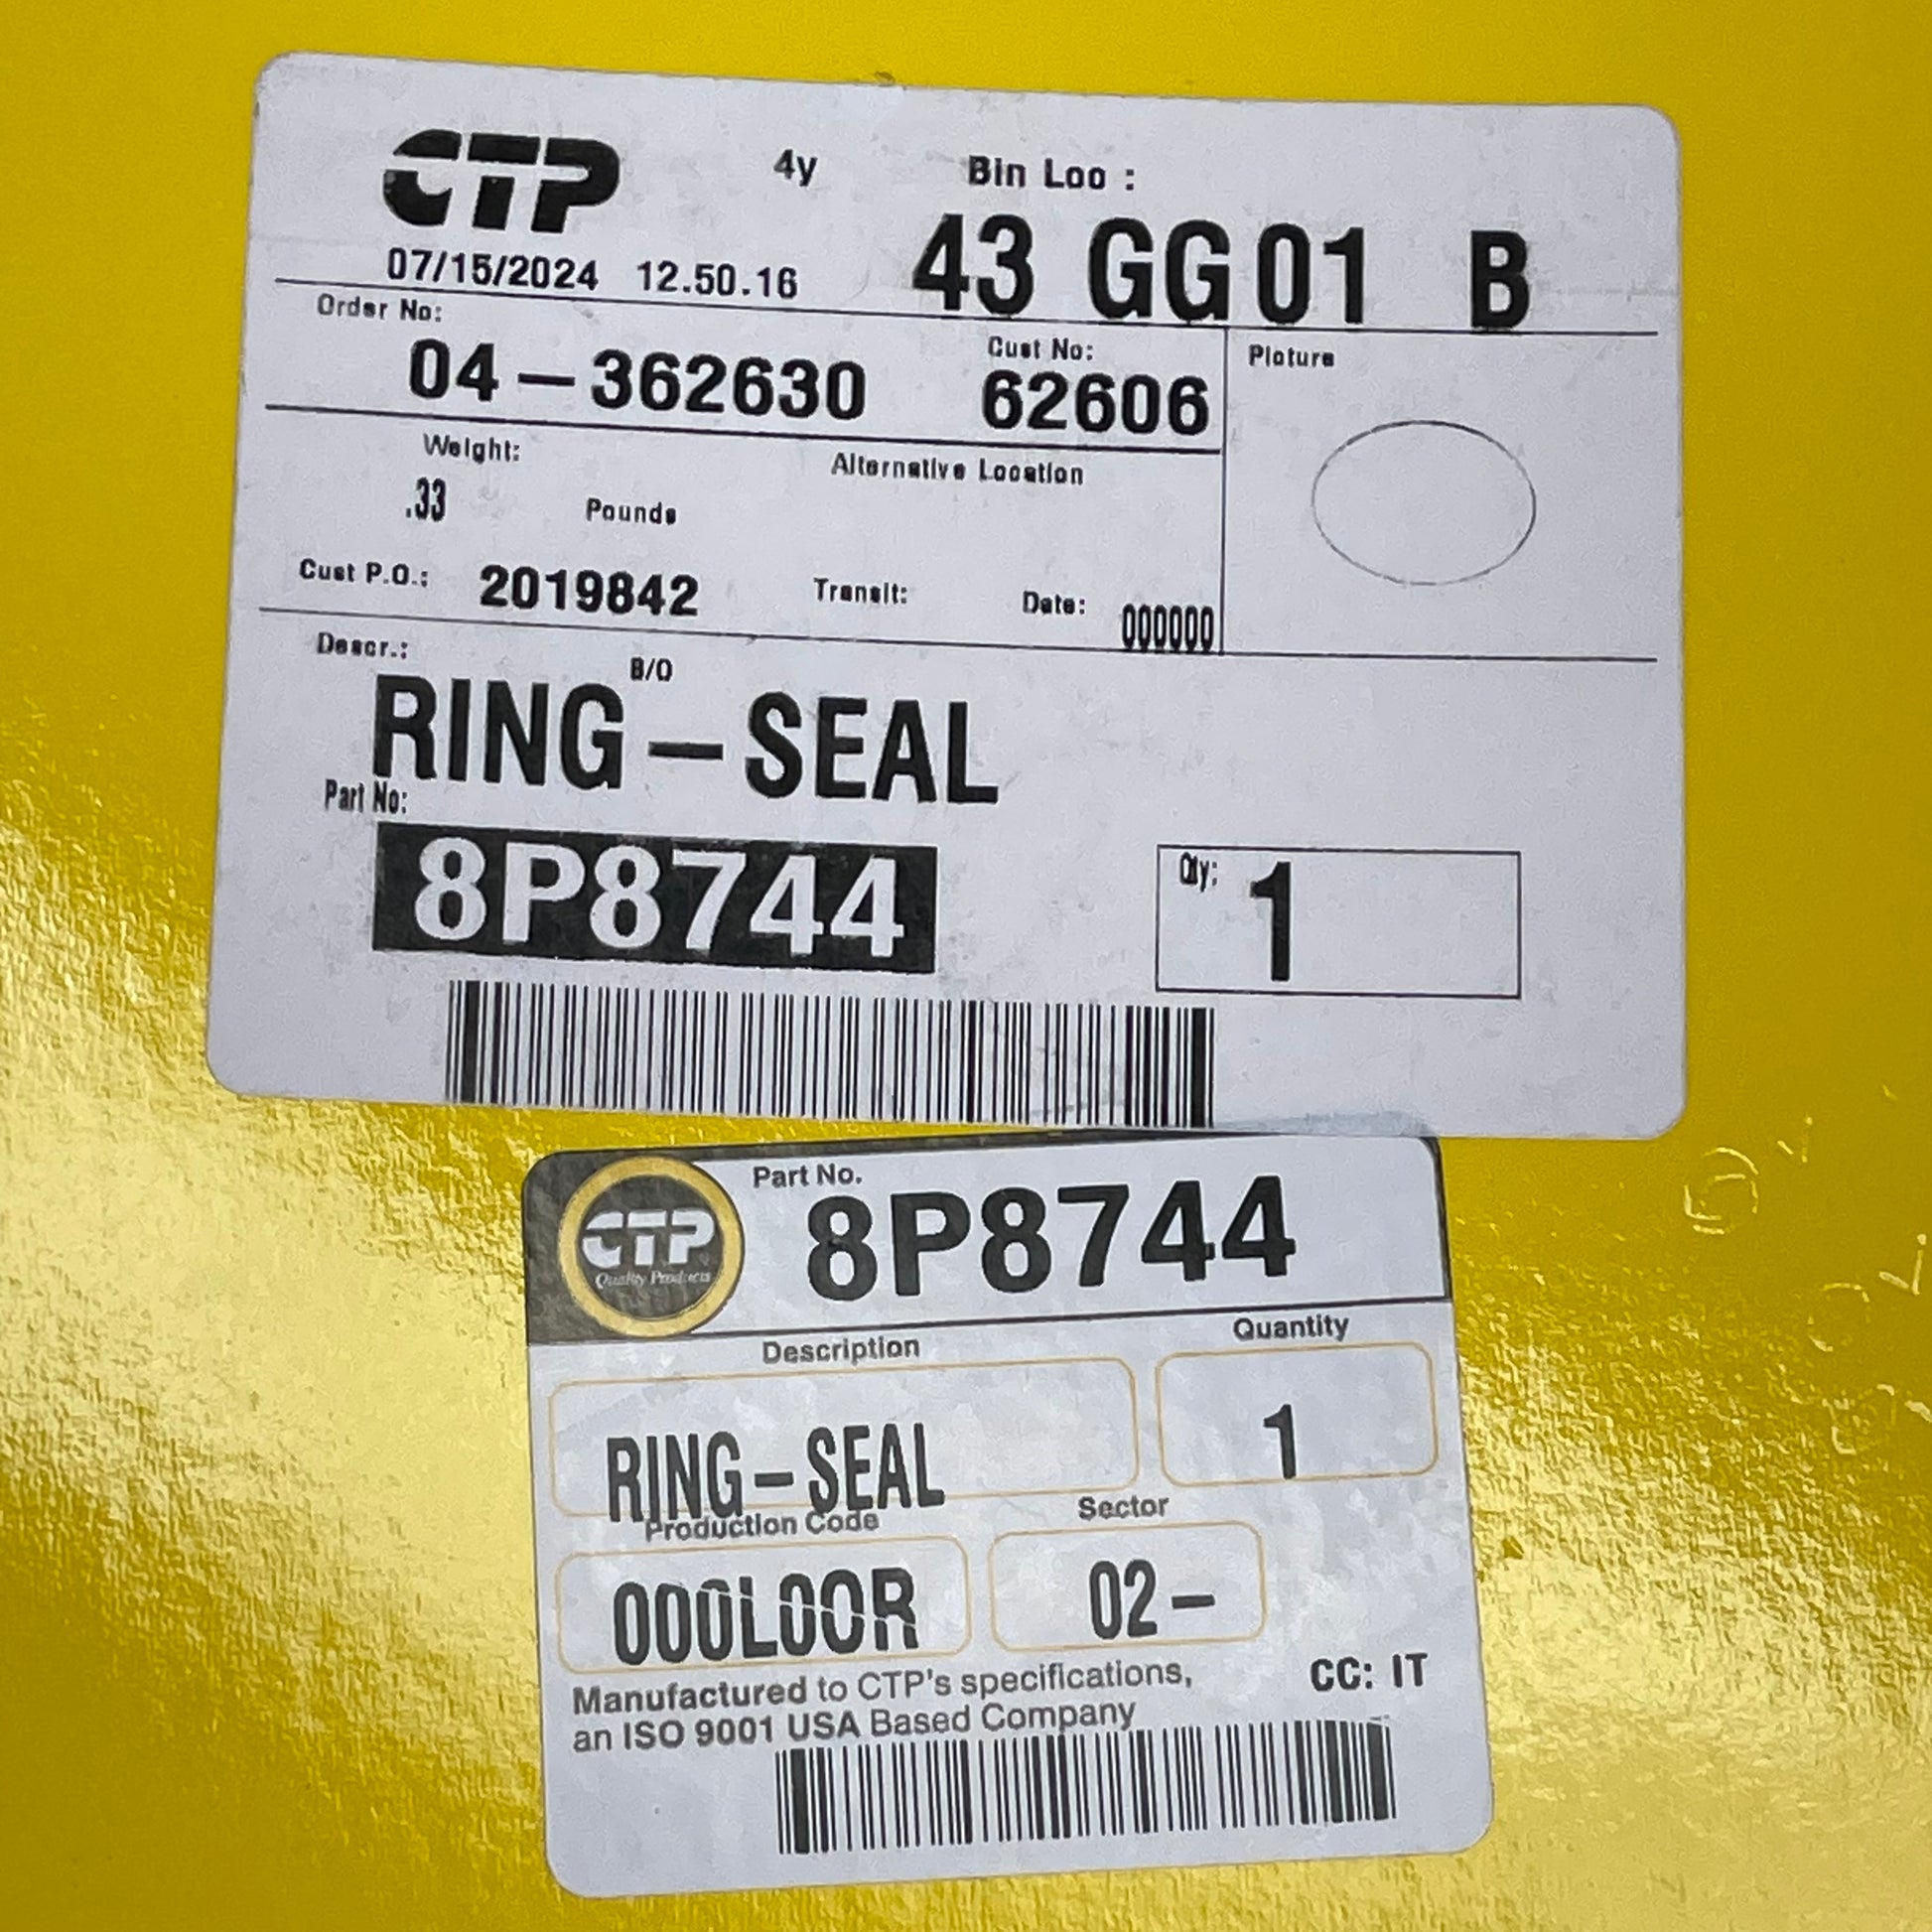 CTP 4y Bin Loo :
07/15/2024 12.50.16 43 GG01 B
Order No: Cust No: Picture
04-362630 62606
Weight: Alternative Location
.33 Pounds
Cust P.O.: 2019842 Transit: Date: 000000
Descr.: B/O
RING-SEAL
Part No:
8P8744 Qty: 1
CTP
Quality Products
Part No.
8P8744
Description Quantity
RING-SEAL 1
Production Code Sector
000L00R 02-
Manufactured to CTP's specifications, CC: IT
an ISO 9001 USA Based Company